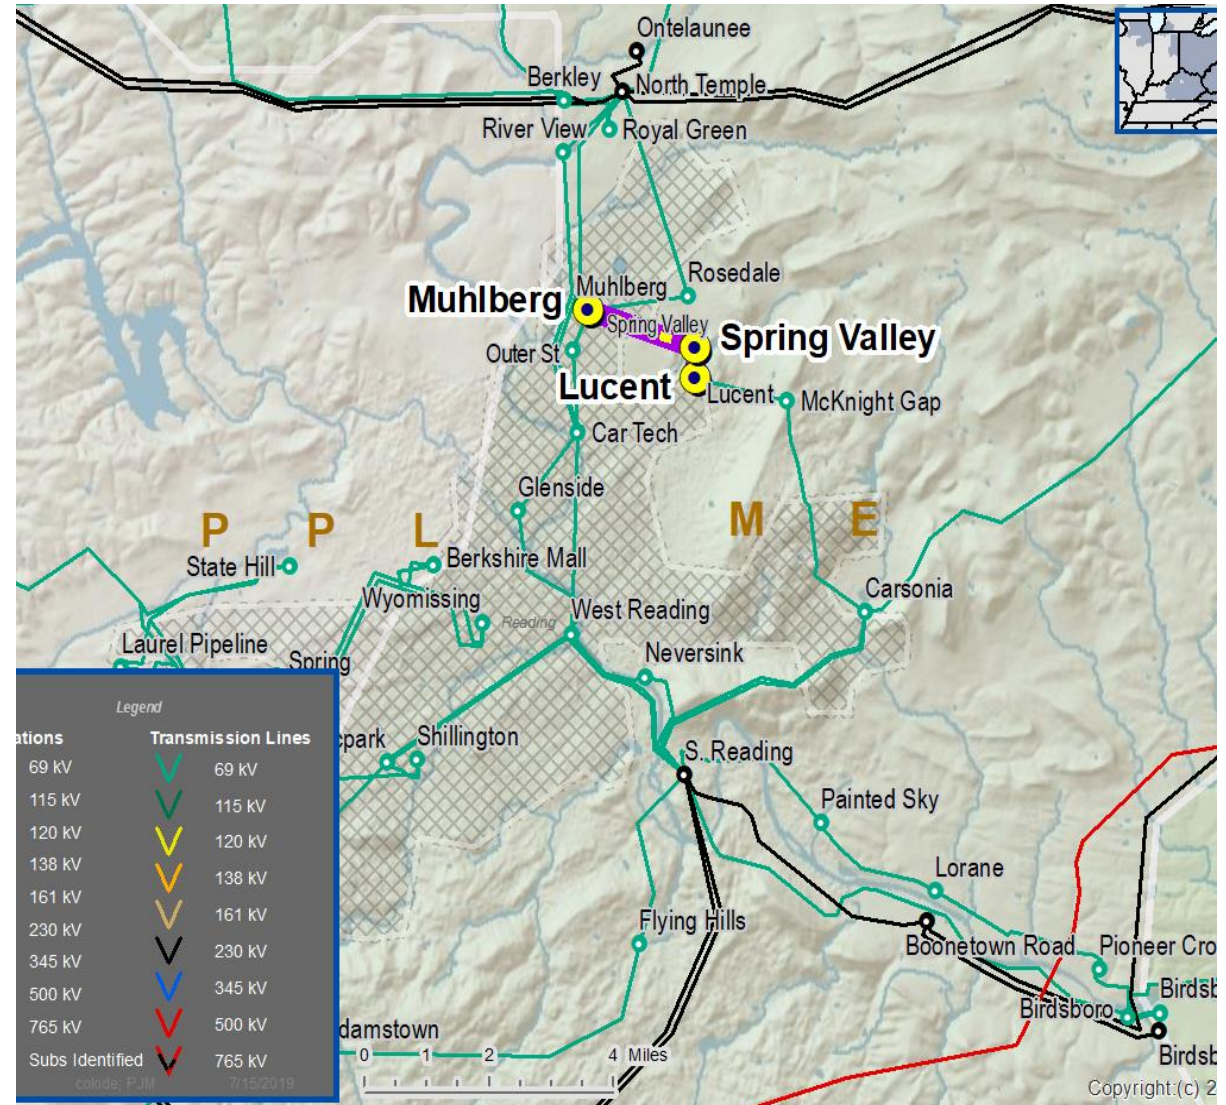 Ontelaunee
Berkley
North Temple
River View
Royal Green
Rosedale
Muhlberg
Muhlberg
Spring Valley
Spring Valley
Outer St
Lucent
Lucent
McKnight Gap
Car Tech
Glenside
P P L
M E
State Hill
Berkshire Mall
Wyomissing
Reading
West Reading
Carsonia
Laurel Pipeline
Spring
Neversink
cpark
Shillington
S. Reading
Painted Sky
Lorane
Flying Hills
Boonetown Road
Pioneer Cro
Birdsb
Birdsboro
Birdsb
damstown
0 1 2 4 Miles
Copyright:(c) 2
Legend
ations
Transmission Lines
69 kV
69 kV
115 kV
115 kV
120 kV
120 kV
138 kV
138 kV
161 kV
161 kV
230 kV
230 kV
345 kV
345 kV
500 kV
500 kV
765 kV
765 kV
Subs Identified
colode; PJM
7/15/2019